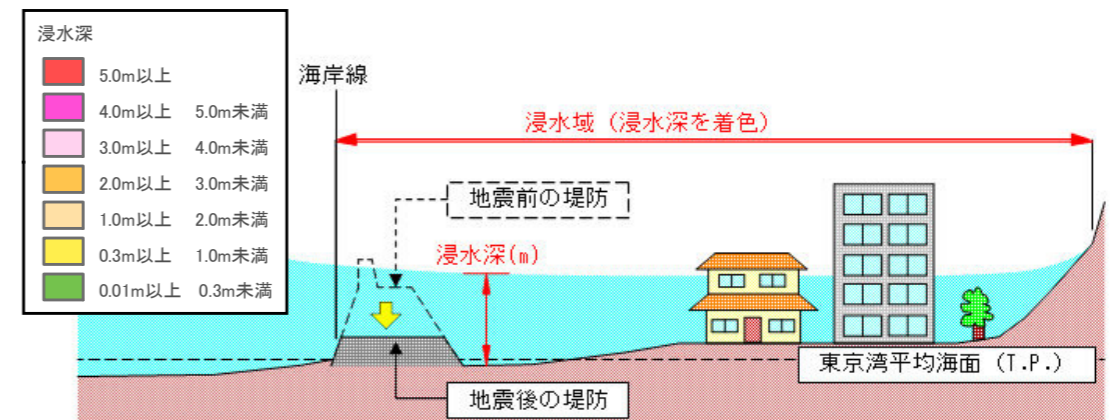 浸水深
5.0m以上
4.0m以上 5.0m未満
3.0m以上 4.0m未満
2.0m以上 3.0m未満
1.0m以上 2.0m未満
0.3m以上 1.0m未満
0.01m以上 0.3m未満
海岸線
浸水域（浸水深を着色）
地震前の堤防
浸水深(m)
東京湾平均海面（T.P.）
地震後の堤防